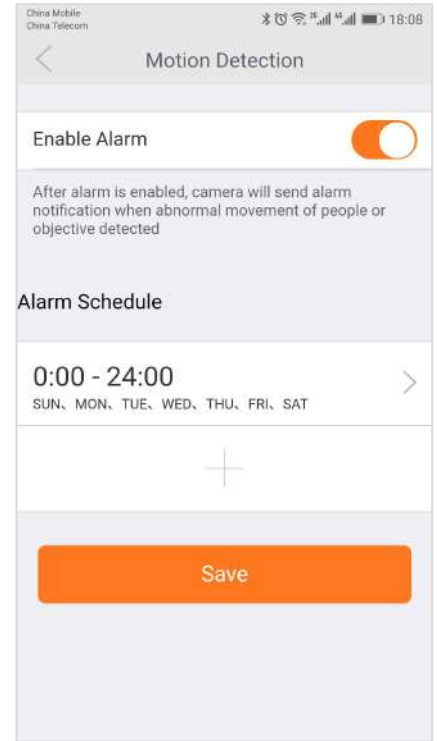 China Mobile
China Telecom
18:08
Motion Detection
Enable Alarm
After alarm is enabled, camera will send alarm
notification when abnormal movement of people or
objective detected
Alarm Schedule
0:00 - 24:00
SUN、MON、TUE、WED、THU、FRI、SAT
Save